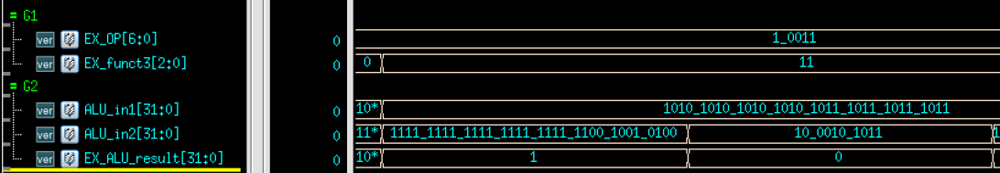 = G1
ver EX_OP[6:0] 0 1_0011
ver EX_funct3[2:0] 0 0 11
= G2
ver ALU_in1[31:0] 0 10* 1010_1010_1010_1010_1011_1011_1011_1011
ver ALU_in2[31:0] 0 11* 1111_1111_1111_1111_1111_1100_1001_0100 10_0010_1011 1
ver EX_ALU_result[31:0] 0 10* 1 0